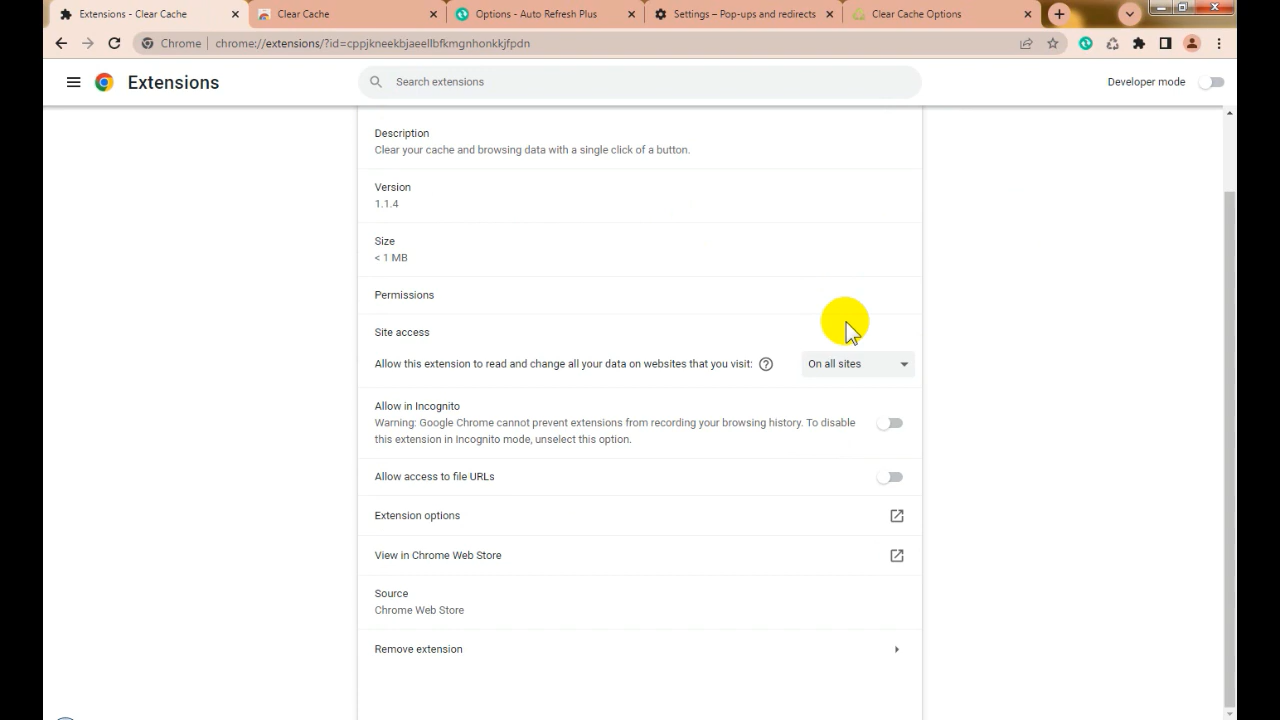 Extensions - Clear Cache
Clear Cache
Options - Auto Refresh Plus
Settings – Pop-ups and redirects
Clear Cache Options
Chrome
chrome://extensions/?id=cppjkneekbjaeellbfkmgnhonkkjfpdn
Extensions
Search extensions
Developer mode
Description
Clear your cache and browsing data with a single click of a button.
Version
1.1.4
Size
< 1 MB
Permissions
Site access
Allow this extension to read and change all your data on websites that you visit:
On all sites
Allow in Incognito
Warning: Google Chrome cannot prevent extensions from recording your browsing history. To disable
this extension in Incognito mode, unselect this option.
Allow access to file URLs
Extension options
View in Chrome Web Store
Source
Chrome Web Store
Remove extension